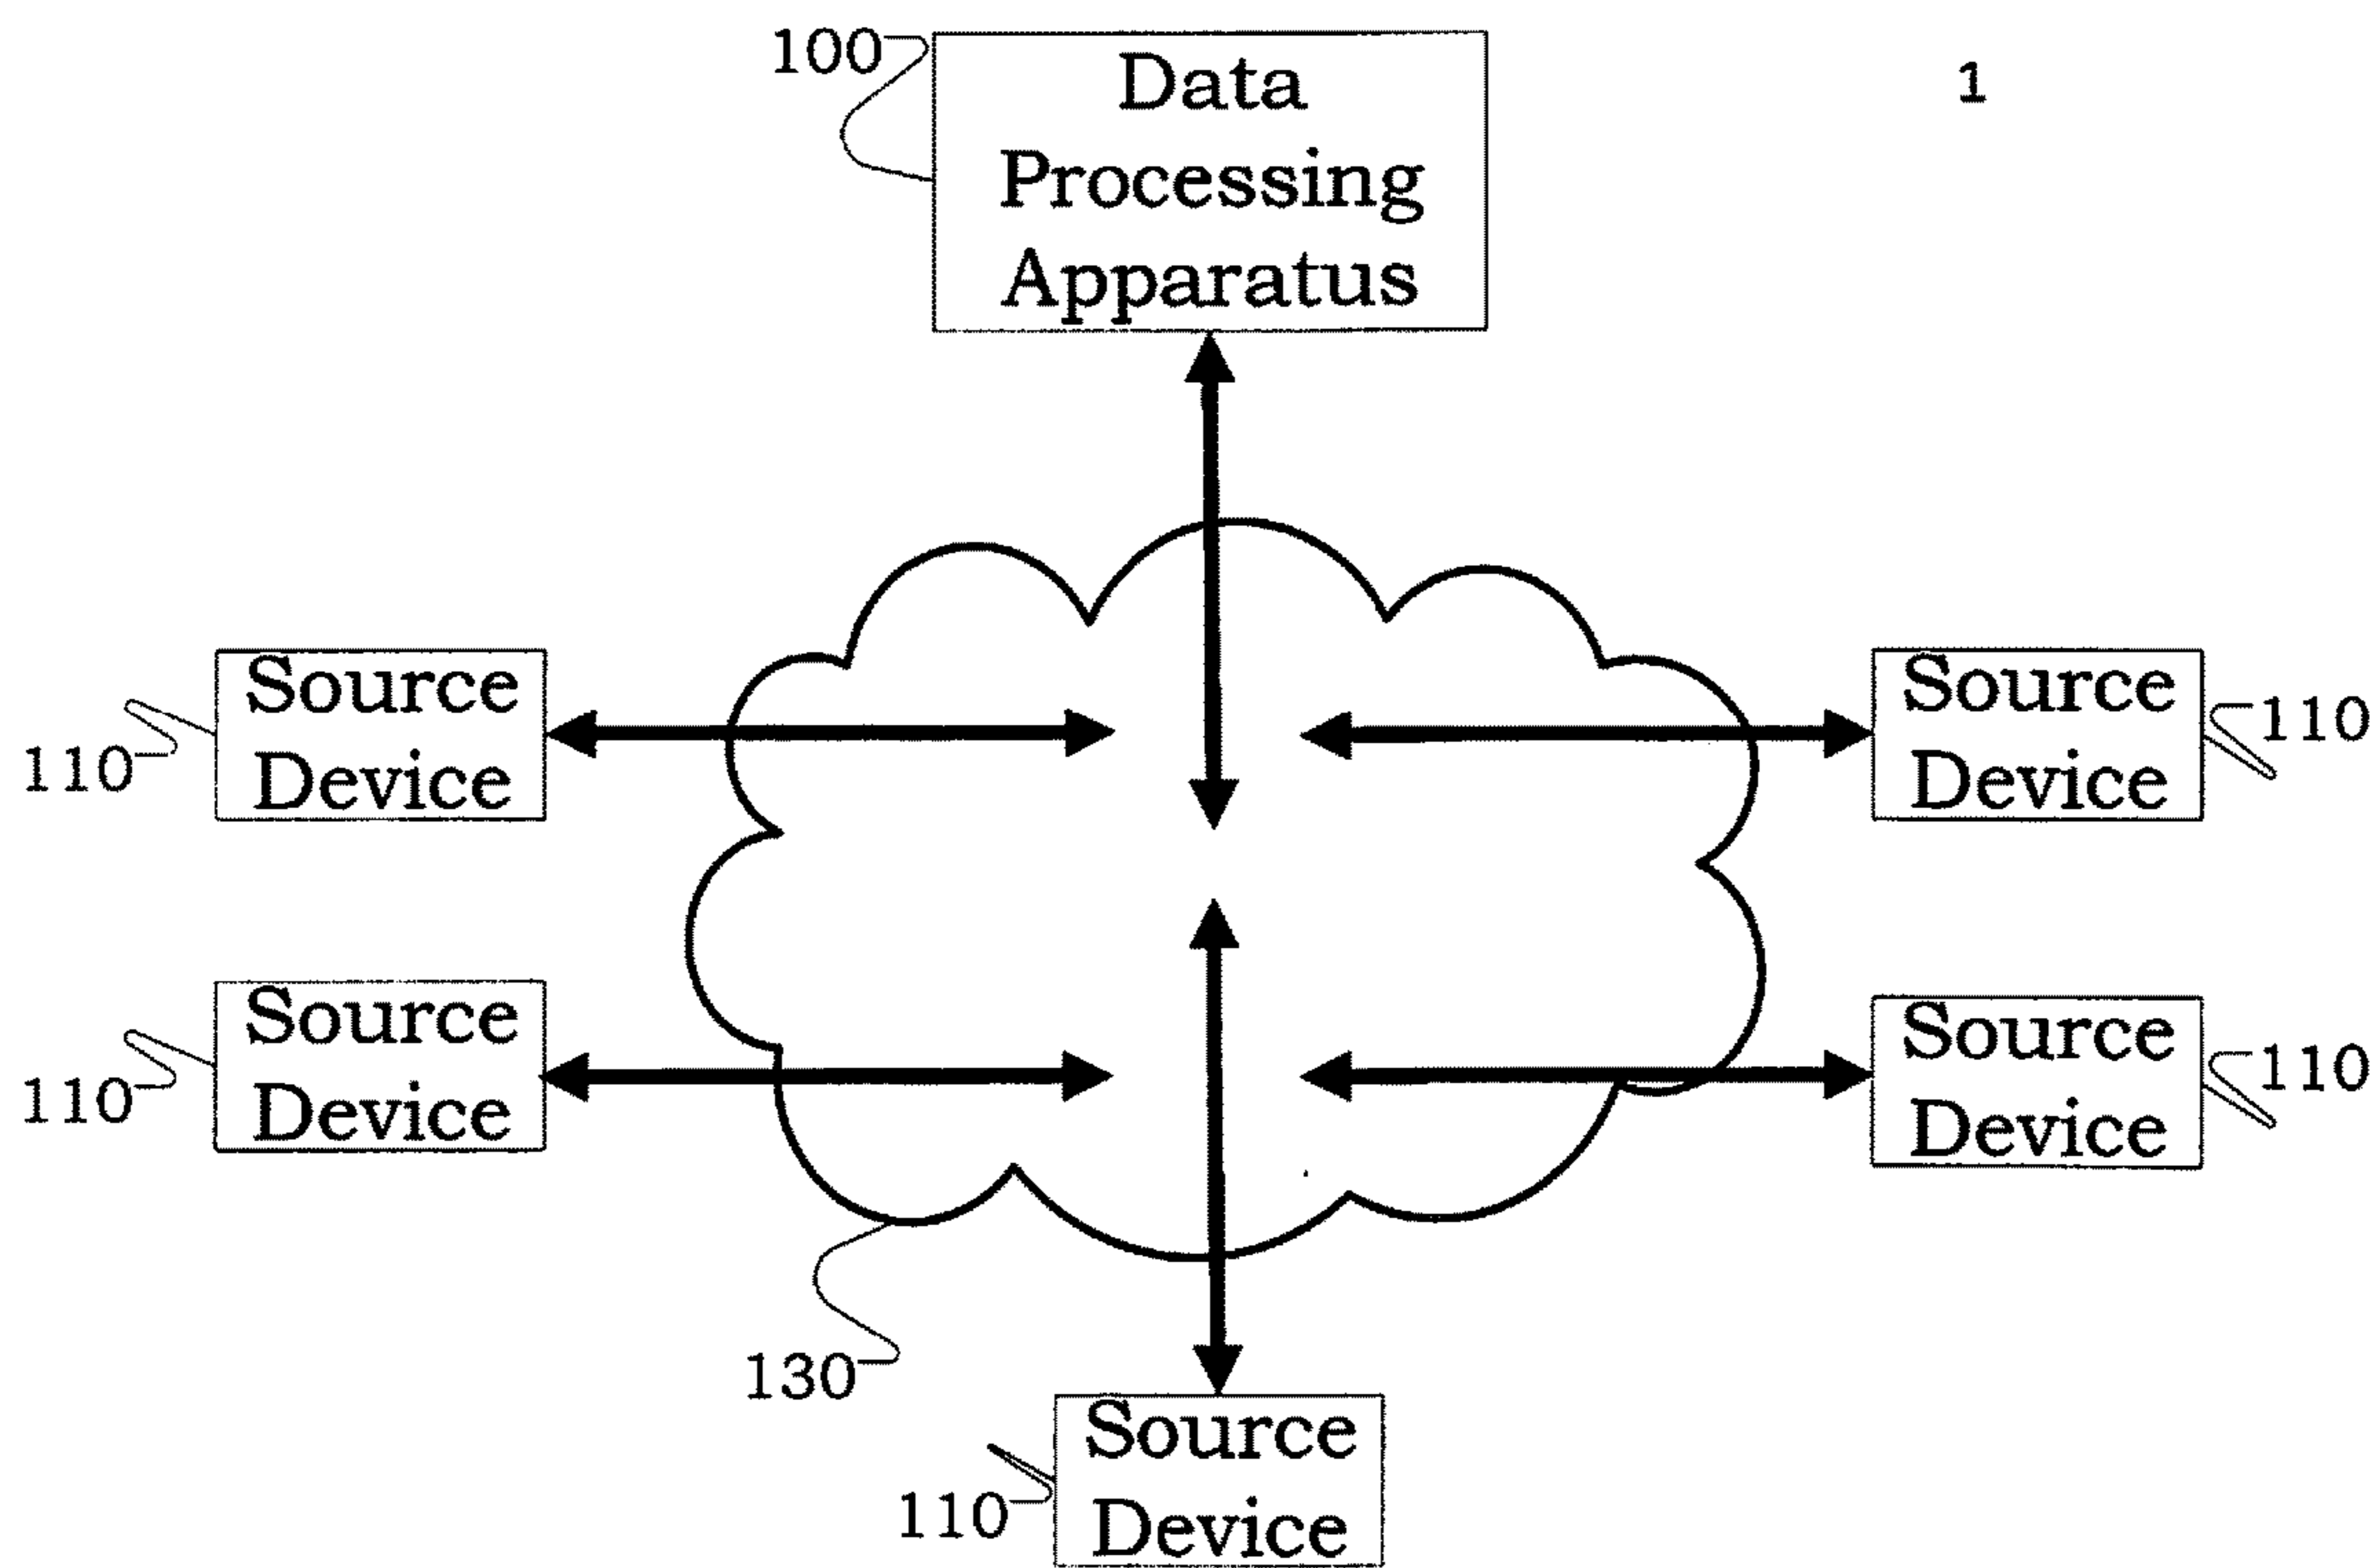 100
Data
Processing
Apparatus
1
Source
Device
110
Source
Device
110
Source
Device
110
Source
Device
110
130
Source
Device
110